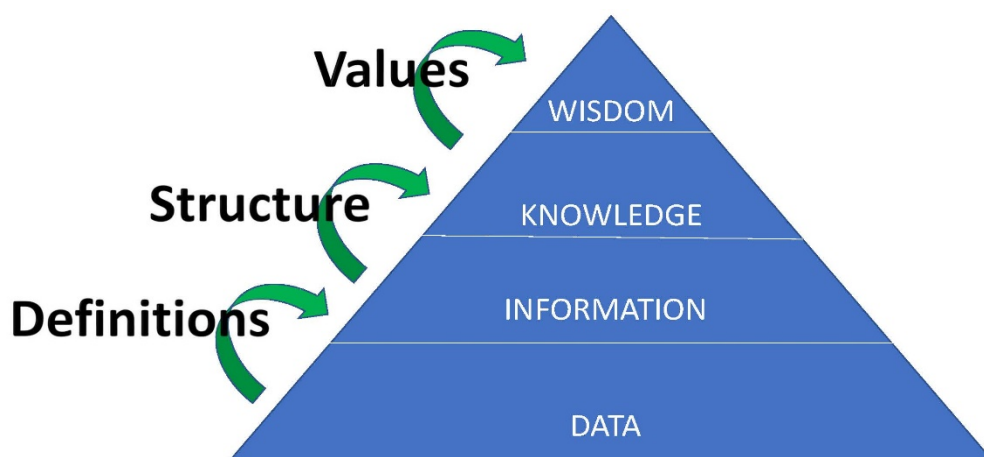 Values
WISDOM
Structure
KNOWLEDGE
Definitions
INFORMATION
DATA